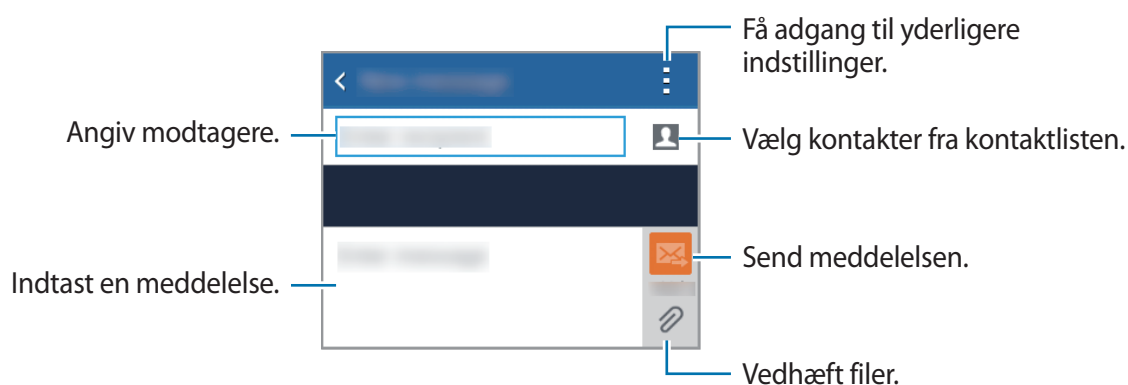 Få adgang til yderligere
indstillinger.
Angiv modtagere.
Vælg kontakter fra kontaktlisten.
Send meddelelsen.
Indtast en meddelelse.
Vedhæft filer.